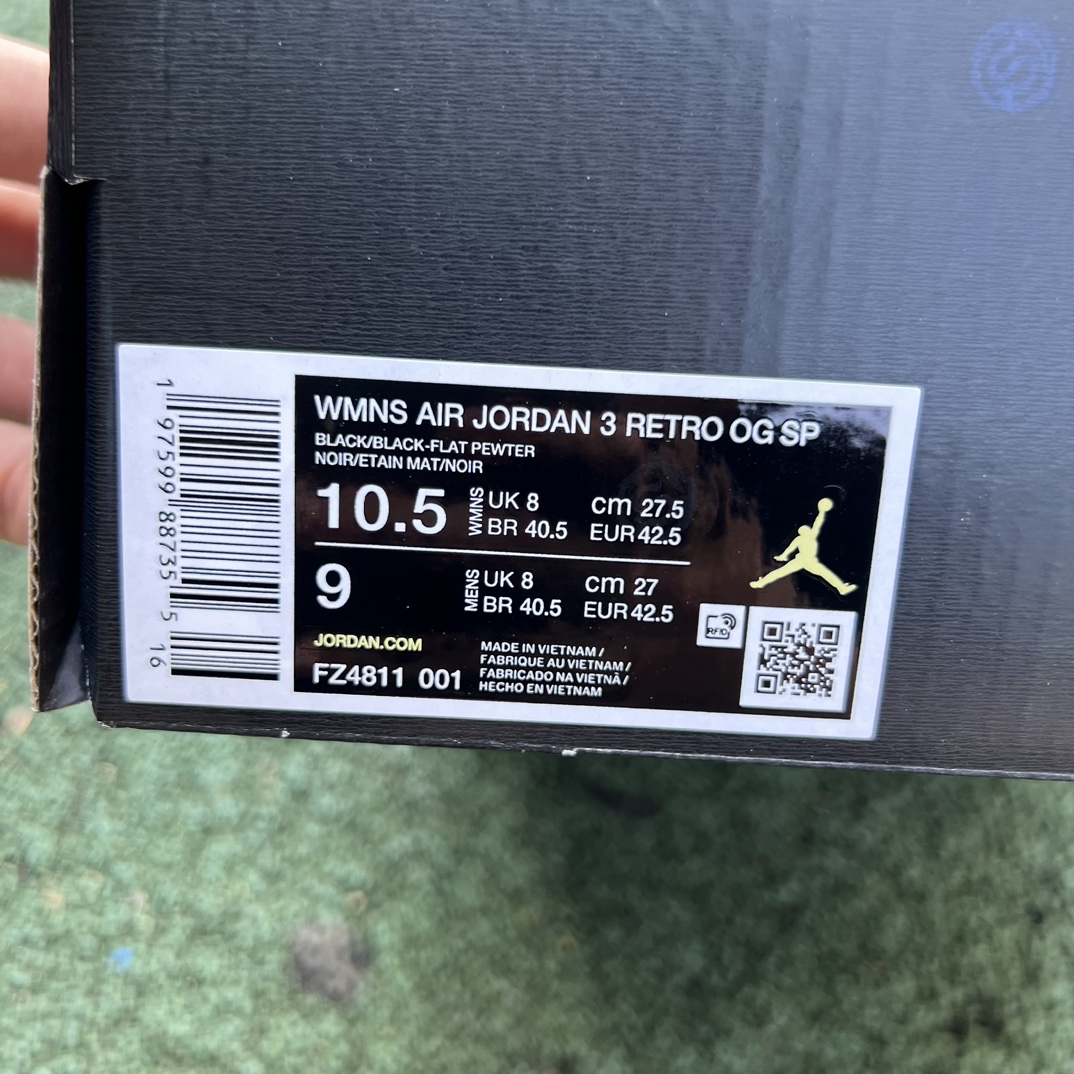 WMNS AIR JORDAN 3 RETRO OG SP
BLACK/BLACK-FLAT PEWTER
NOIR/ETAIN MAT/NOIR
10.5 WMNS UK 8 cm 27.5
BR 40.5 EUR 42.5
9 MENS UK 8 cm 27
BR 40.5 EUR 42.5
JORDAN.COM
FZ4811 001
MADE IN VIETNAM /
FABRIQUE AU VIETNAM /
FABRICADO NA VIETNÃ /
HECHO EN VIETNAM
RFID
1 97599 88735 5 16